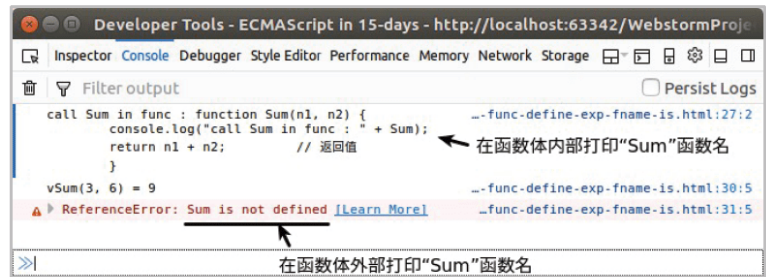 Developer Tools - ECMAScript in 15-days - http://localhost:63342/WebstormProje
Inspector Console Debugger Style Editor Performance Memory Network Storage
Filter output Persist Logs
call Sum in func : function Sum(n1, n2) { …-func-define-exp-fname-is.html:27:2
console.log("call Sum in func : " + Sum);
return n1 + n2; // 返回值
}
在函数体内部打印“Sum”函数名
vSum(3, 6) = 9 …-func-define-exp-fname-is.html:30:5
ReferenceError: Sum is not defined [Learn More] …func-define-exp-fname-is.html:31:5
在函数体外部打印“Sum”函数名